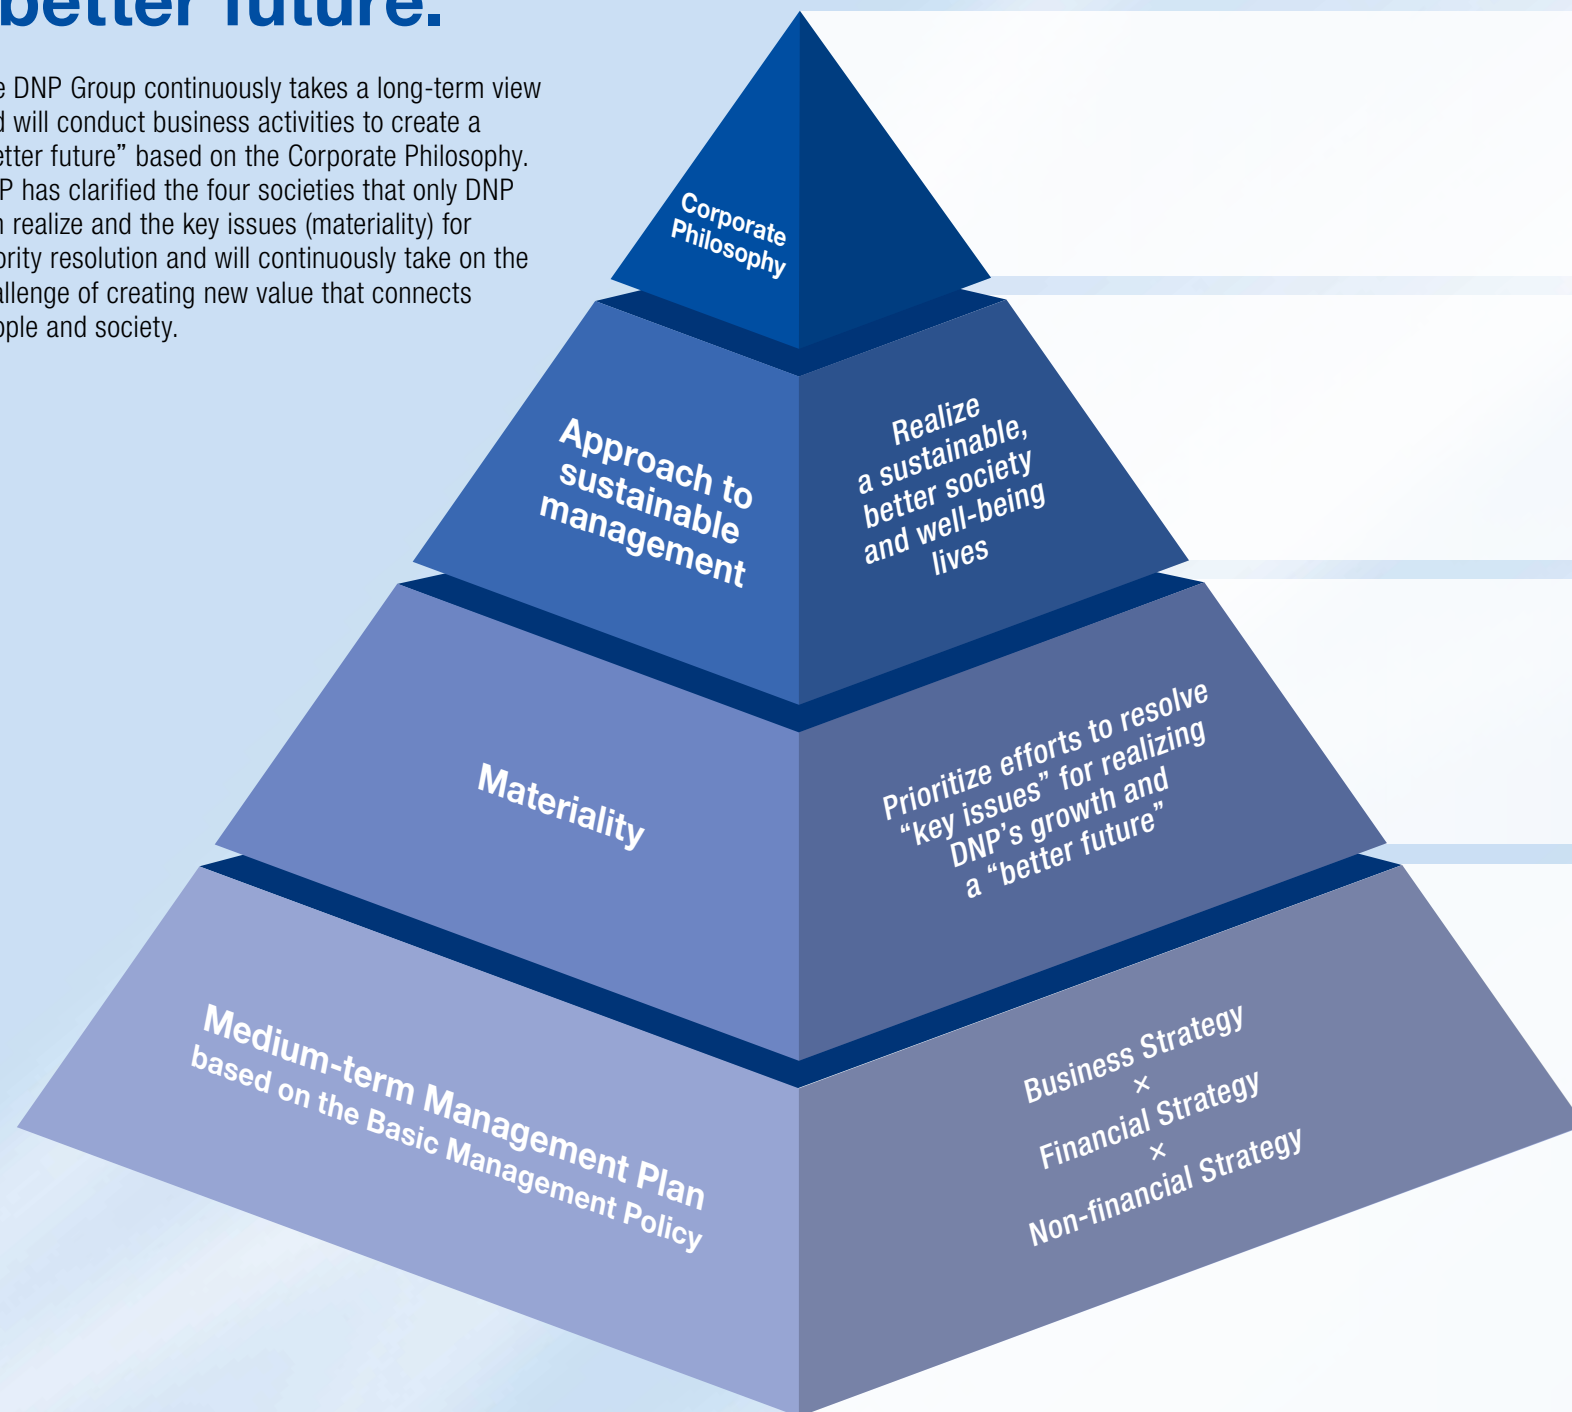 better future.
e DNP Group continuously takes a long-term view
d will conduct business activities to create a
etter future” based on the Corporate Philosophy.
P has clarified the four societies that only DNP
n realize and the key issues (materiality) for
ority resolution and will continuously take on the
allenge of creating new value that connects
ople and society.
Corporate
Philosophy
Approach to
sustainable
management
Realize
a sustainable,
better society
and well-being
lives
Materiality
Prioritize efforts to resolve
“key issues” for realizing
DNP’s growth and
a “better future”
Medium-term Management Plan
based on the Basic Management Policy
Business Strategy
×
Financial Strategy
×
Non-financial Strategy